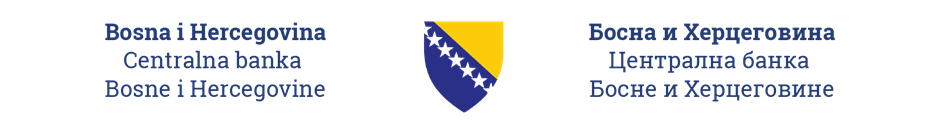 Bosna i Hercegovina
Centralna banka
Bosne i Hercegovine
Босна и Херцеговина
Централна банка
Босне и Херцеговине